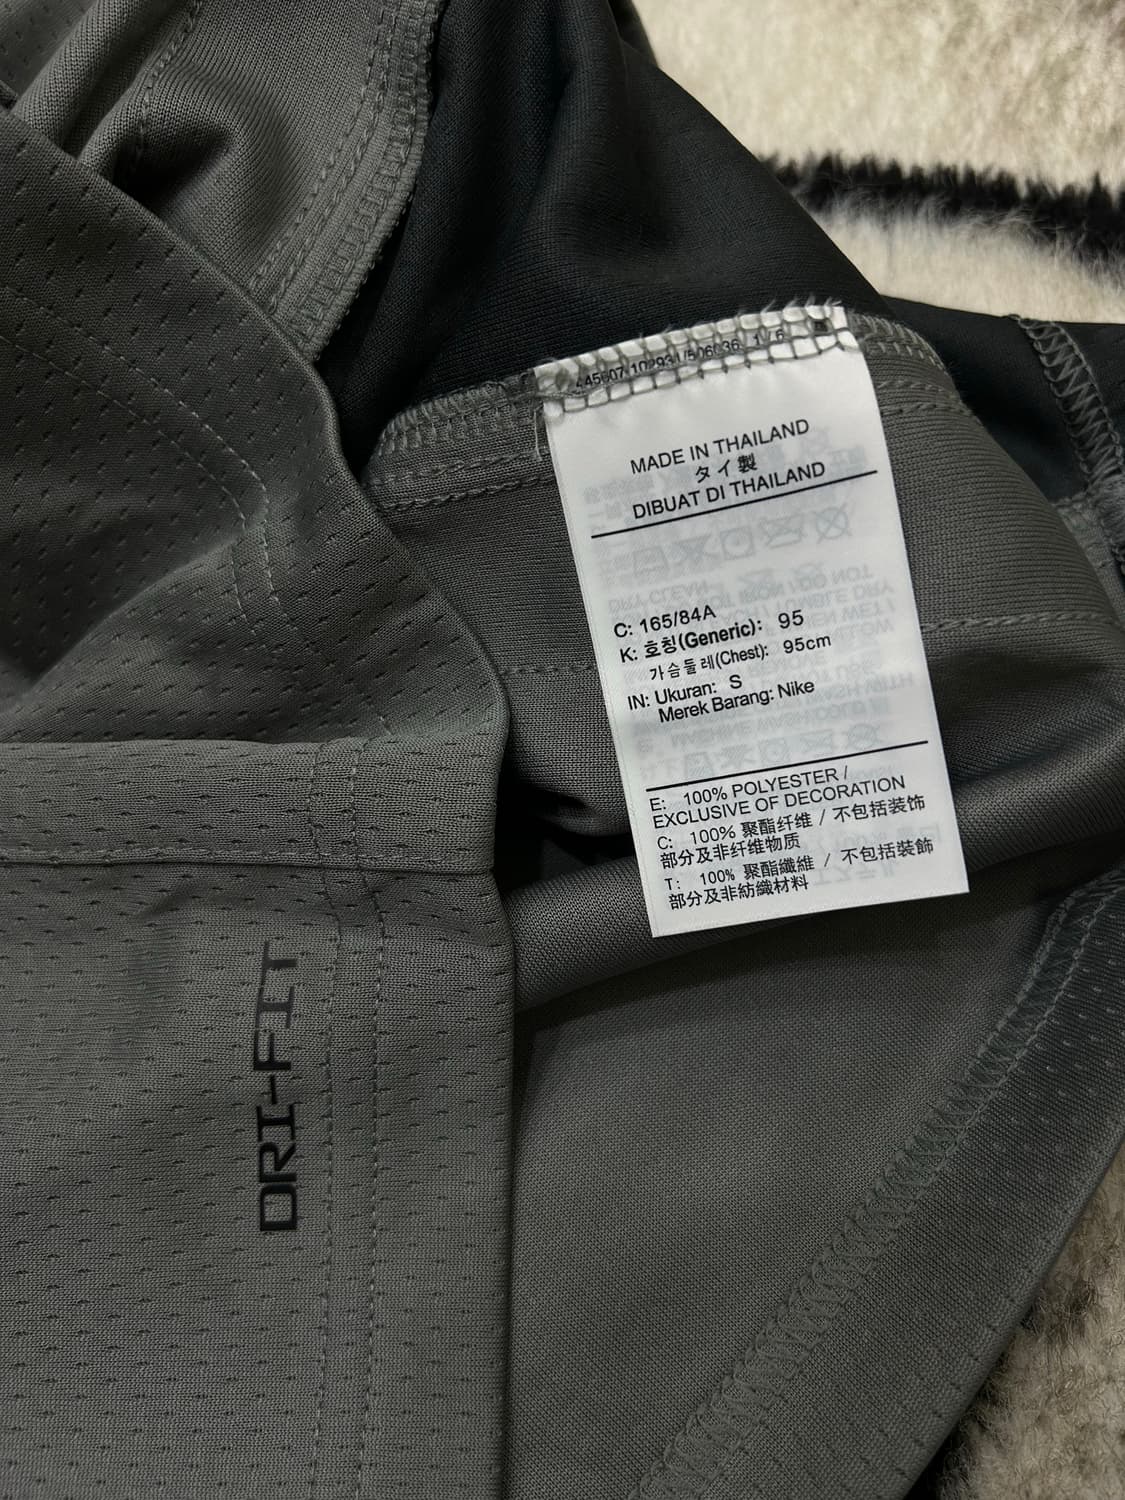 MADE IN THAILAND
タイ製
DIBUAT DI THAILAND
C: 165/84A
K: 호칭(Generic): 95
가슴둘레(Chest): 95cm
IN: Ukuran: S
Merek Barang: Nike
E: 100% POLYESTER /
EXCLUSIVE OF DECORATION
C: 100% 聚酯纤维 / 不包括装饰
部分及非纤维物质
T: 100% 聚酯纖維 / 不包括裝飾
部分及非紡織材料
DRI-FIT